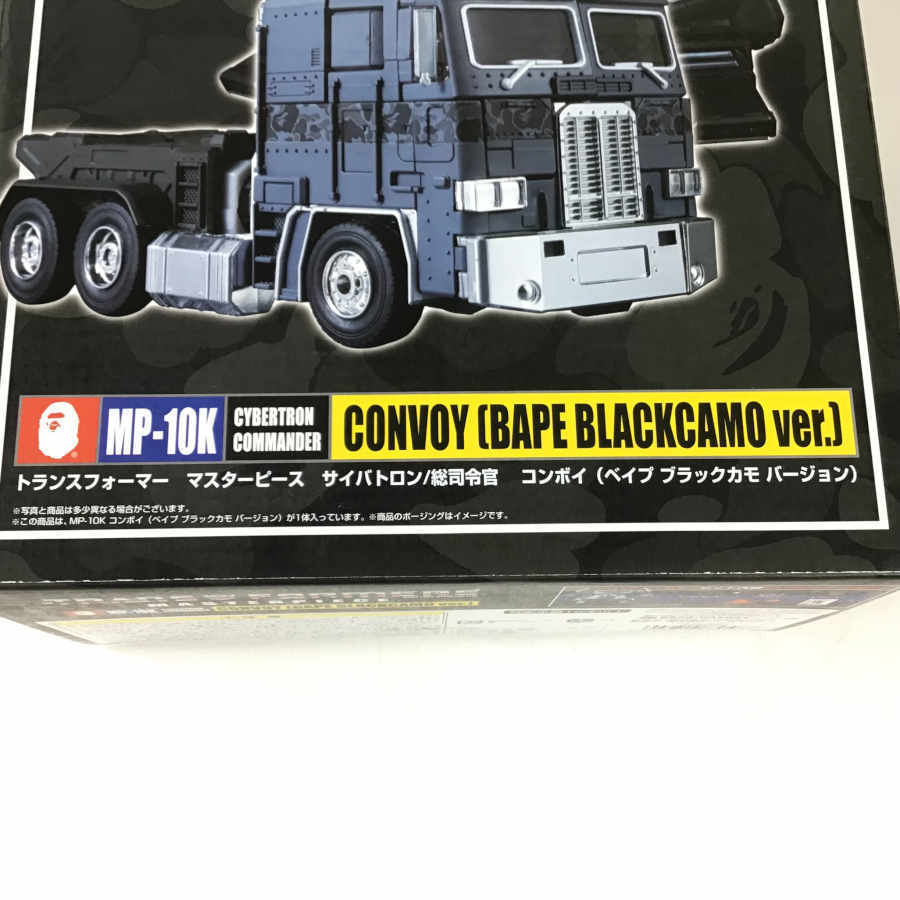 MP-10K
CYBERTRON
COMMANDER
CONVOY (BAPE BLACKCAMO ver.)
トランスフォーマー マスターピース サイバトロン/総司令官 コンボイ（ベイプ ブラックカモ バージョン）
※写真と商品は多少異なる場合がございます。
※この商品は、MP-10K コンボイ（ベイプ ブラックカモ バージョン）が1体入っています。※商品のポージングはイメージです。
CONVOY (BAPE BLACKCAMO ver.)